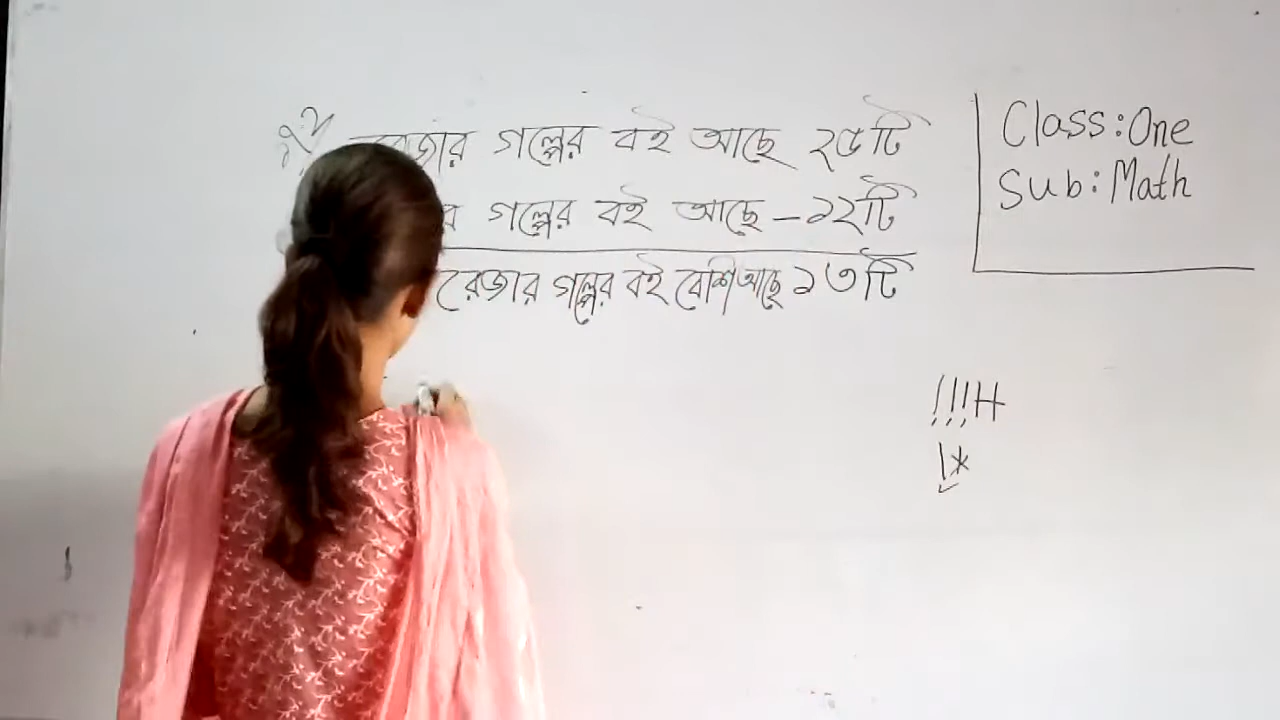 রেজার গল্পের বই আছে ২৫টি
গল্পের বই আছে – ১২টি
রেজার গল্পের বই বেশি আছে ১৩টি
Class: One
Sub: Math